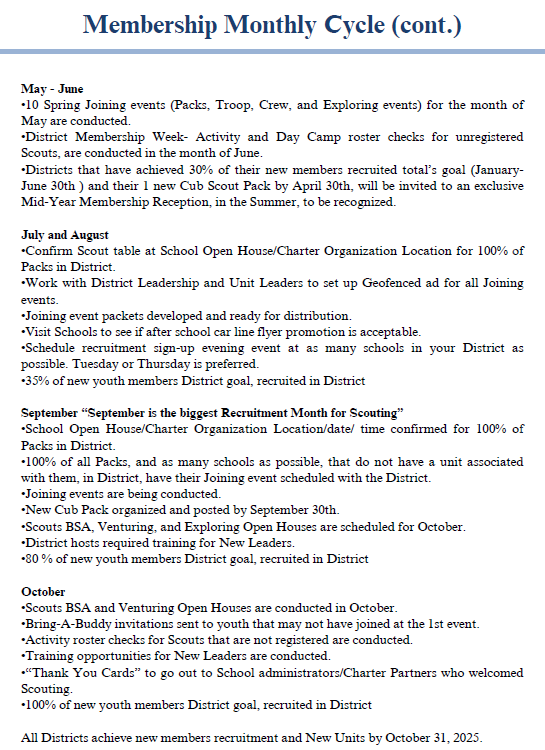 Membership Monthly Cycle (cont.)
May - June
•10 Spring Joining events (Packs, Troop, Crew, and Exploring events) for the month of
May are conducted.
•District Membership Week- Activity and Day Camp roster checks for unregistered
Scouts, are conducted in the month of June.
•Districts that have achieved 30% of their new members recruited total's goal (January-
June 30th ) and their 1 new Cub Scout Pack by April 30th, will be invited to an exclusive
Mid-Year Membership Reception, in the Summer, to be recognized.
July and August
•Confirm Scout table at School Open House/Charter Organization Location for 100% of
Packs in District.
•Work with District Leadership and Unit Leaders to set up Geofenced ad for all Joining
events.
•Joining event packets developed and ready for distribution.
•Visit Schools to see if after school car line flyer promotion is acceptable.
•Schedule recruitment sign-up evening event at as many schools in your District as
possible. Tuesday or Thursday is preferred.
•35% of new youth members District goal, recruited in District
September “September is the biggest Recruitment Month for Scouting”
•School Open House/Charter Organization Location/date/ time confirmed for 100% of
Packs in District.
•100% of all Packs, and as many schools as possible, that do not have a unit associated
with them, in District, have their Joining event scheduled with the District.
•Joining events are being conducted.
•New Cub Pack organized and posted by September 30th.
•Scouts BSA, Venturing, and Exploring Open Houses are scheduled for October.
•District hosts required training for New Leaders.
•80 % of new youth members District goal, recruited in District
October
•Scouts BSA and Venturing Open Houses are conducted in October.
•Bring-A-Buddy invitations sent to youth that may not have joined at the 1st event.
•Activity roster checks for Scouts that are not registered are conducted.
•Training opportunities for New Leaders are conducted.
•“Thank You Cards” to go out to School administrators/Charter Partners who welcomed
Scouting.
•100% of new youth members District goal, recruited in District
All Districts achieve new members recruitment and New Units by October 31, 2025.